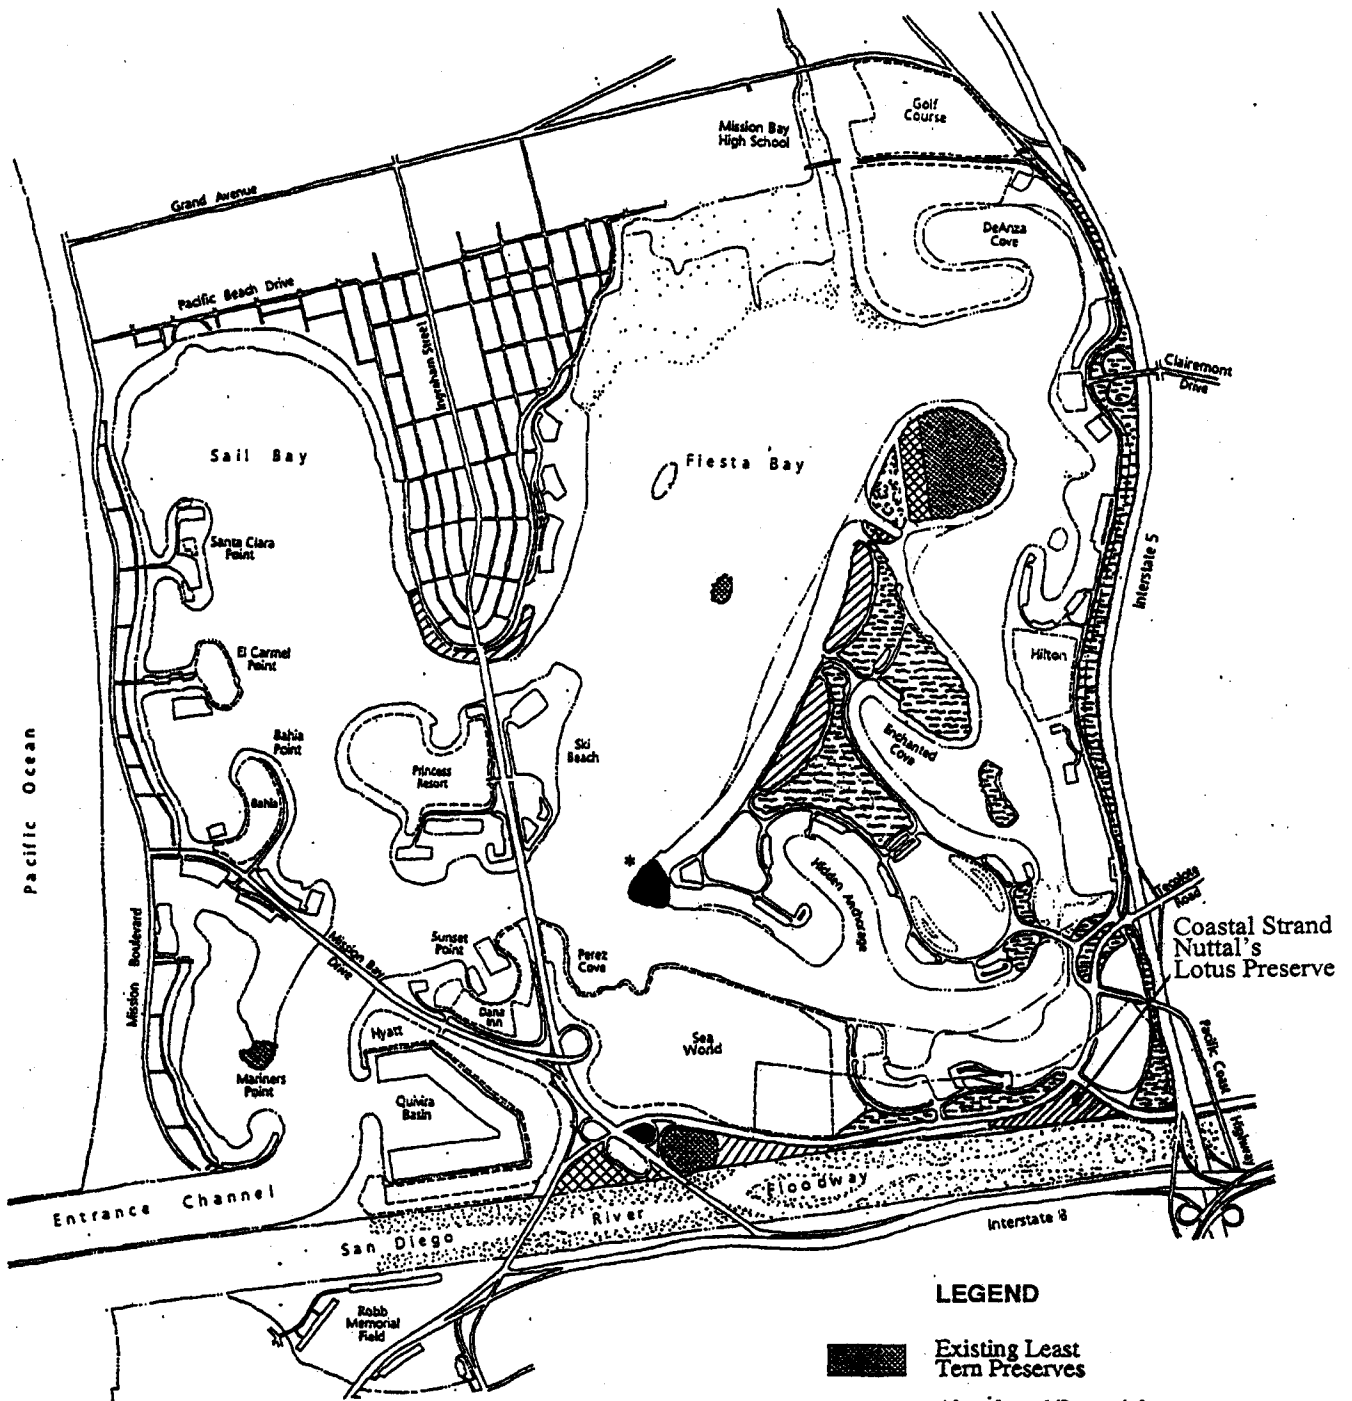 Golf
Course
Mission Bay
High School
Grand Avenue
DeAnza
Cove
Pacific Beach Drive
Ingraham Street
Clairemont
Drive
Sail Bay
Fiesta Bay
Santa Clara
Point
Interstate 5
El Carmel
Point
Hilton
Pacific Ocean
Bahia
Point
Ski
Beach
Enchanted
Cove
Princess
Resort
Bahia
*
Hidden Anchorage
Tecolote
Road
Mission Boulevard
Mission Bay
Drive
Sunset
Point
Perez
Cove
Coastal Strand
Nuttal's
Lotus Preserve
Dana
Inn
Hyatt
Sea
World
Pacific Coast Highway
Mariners
Point
Quivira
Basin
Entrance Channel
San Diego River Floodway
Interstate 8
Robb
Memorial
Field
LEGEND
Existing Least
Tern Preserves